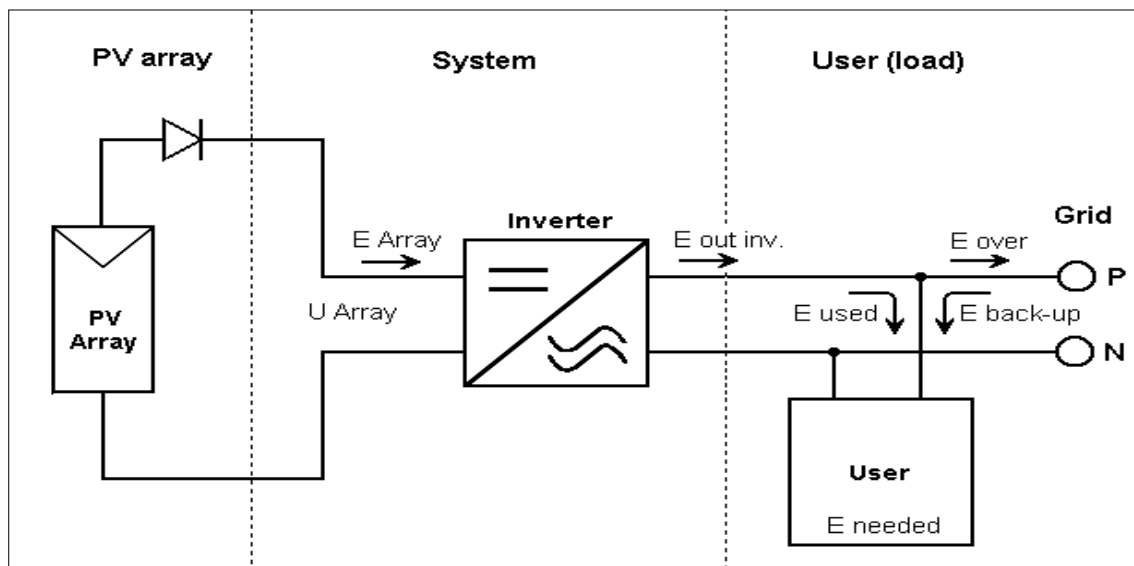 PV array
System
User (load)
Inverter
Grid
E Array
E out inv.
E over
P
U Array
E used
E back-up
PV
Array
N
User
E needed